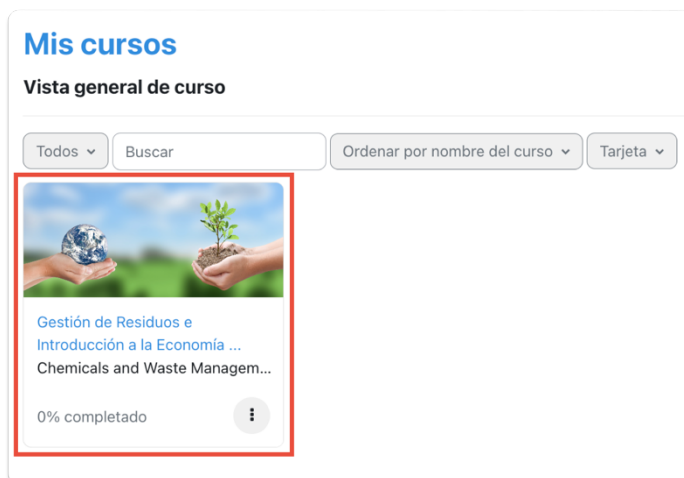 Mis cursos
Vista general de curso
Todos
Buscar
Ordenar por nombre del curso
Tarjeta
Gestión de Residuos e
Introducción a la Economía ...
Chemicals and Waste Managem...
0% completado